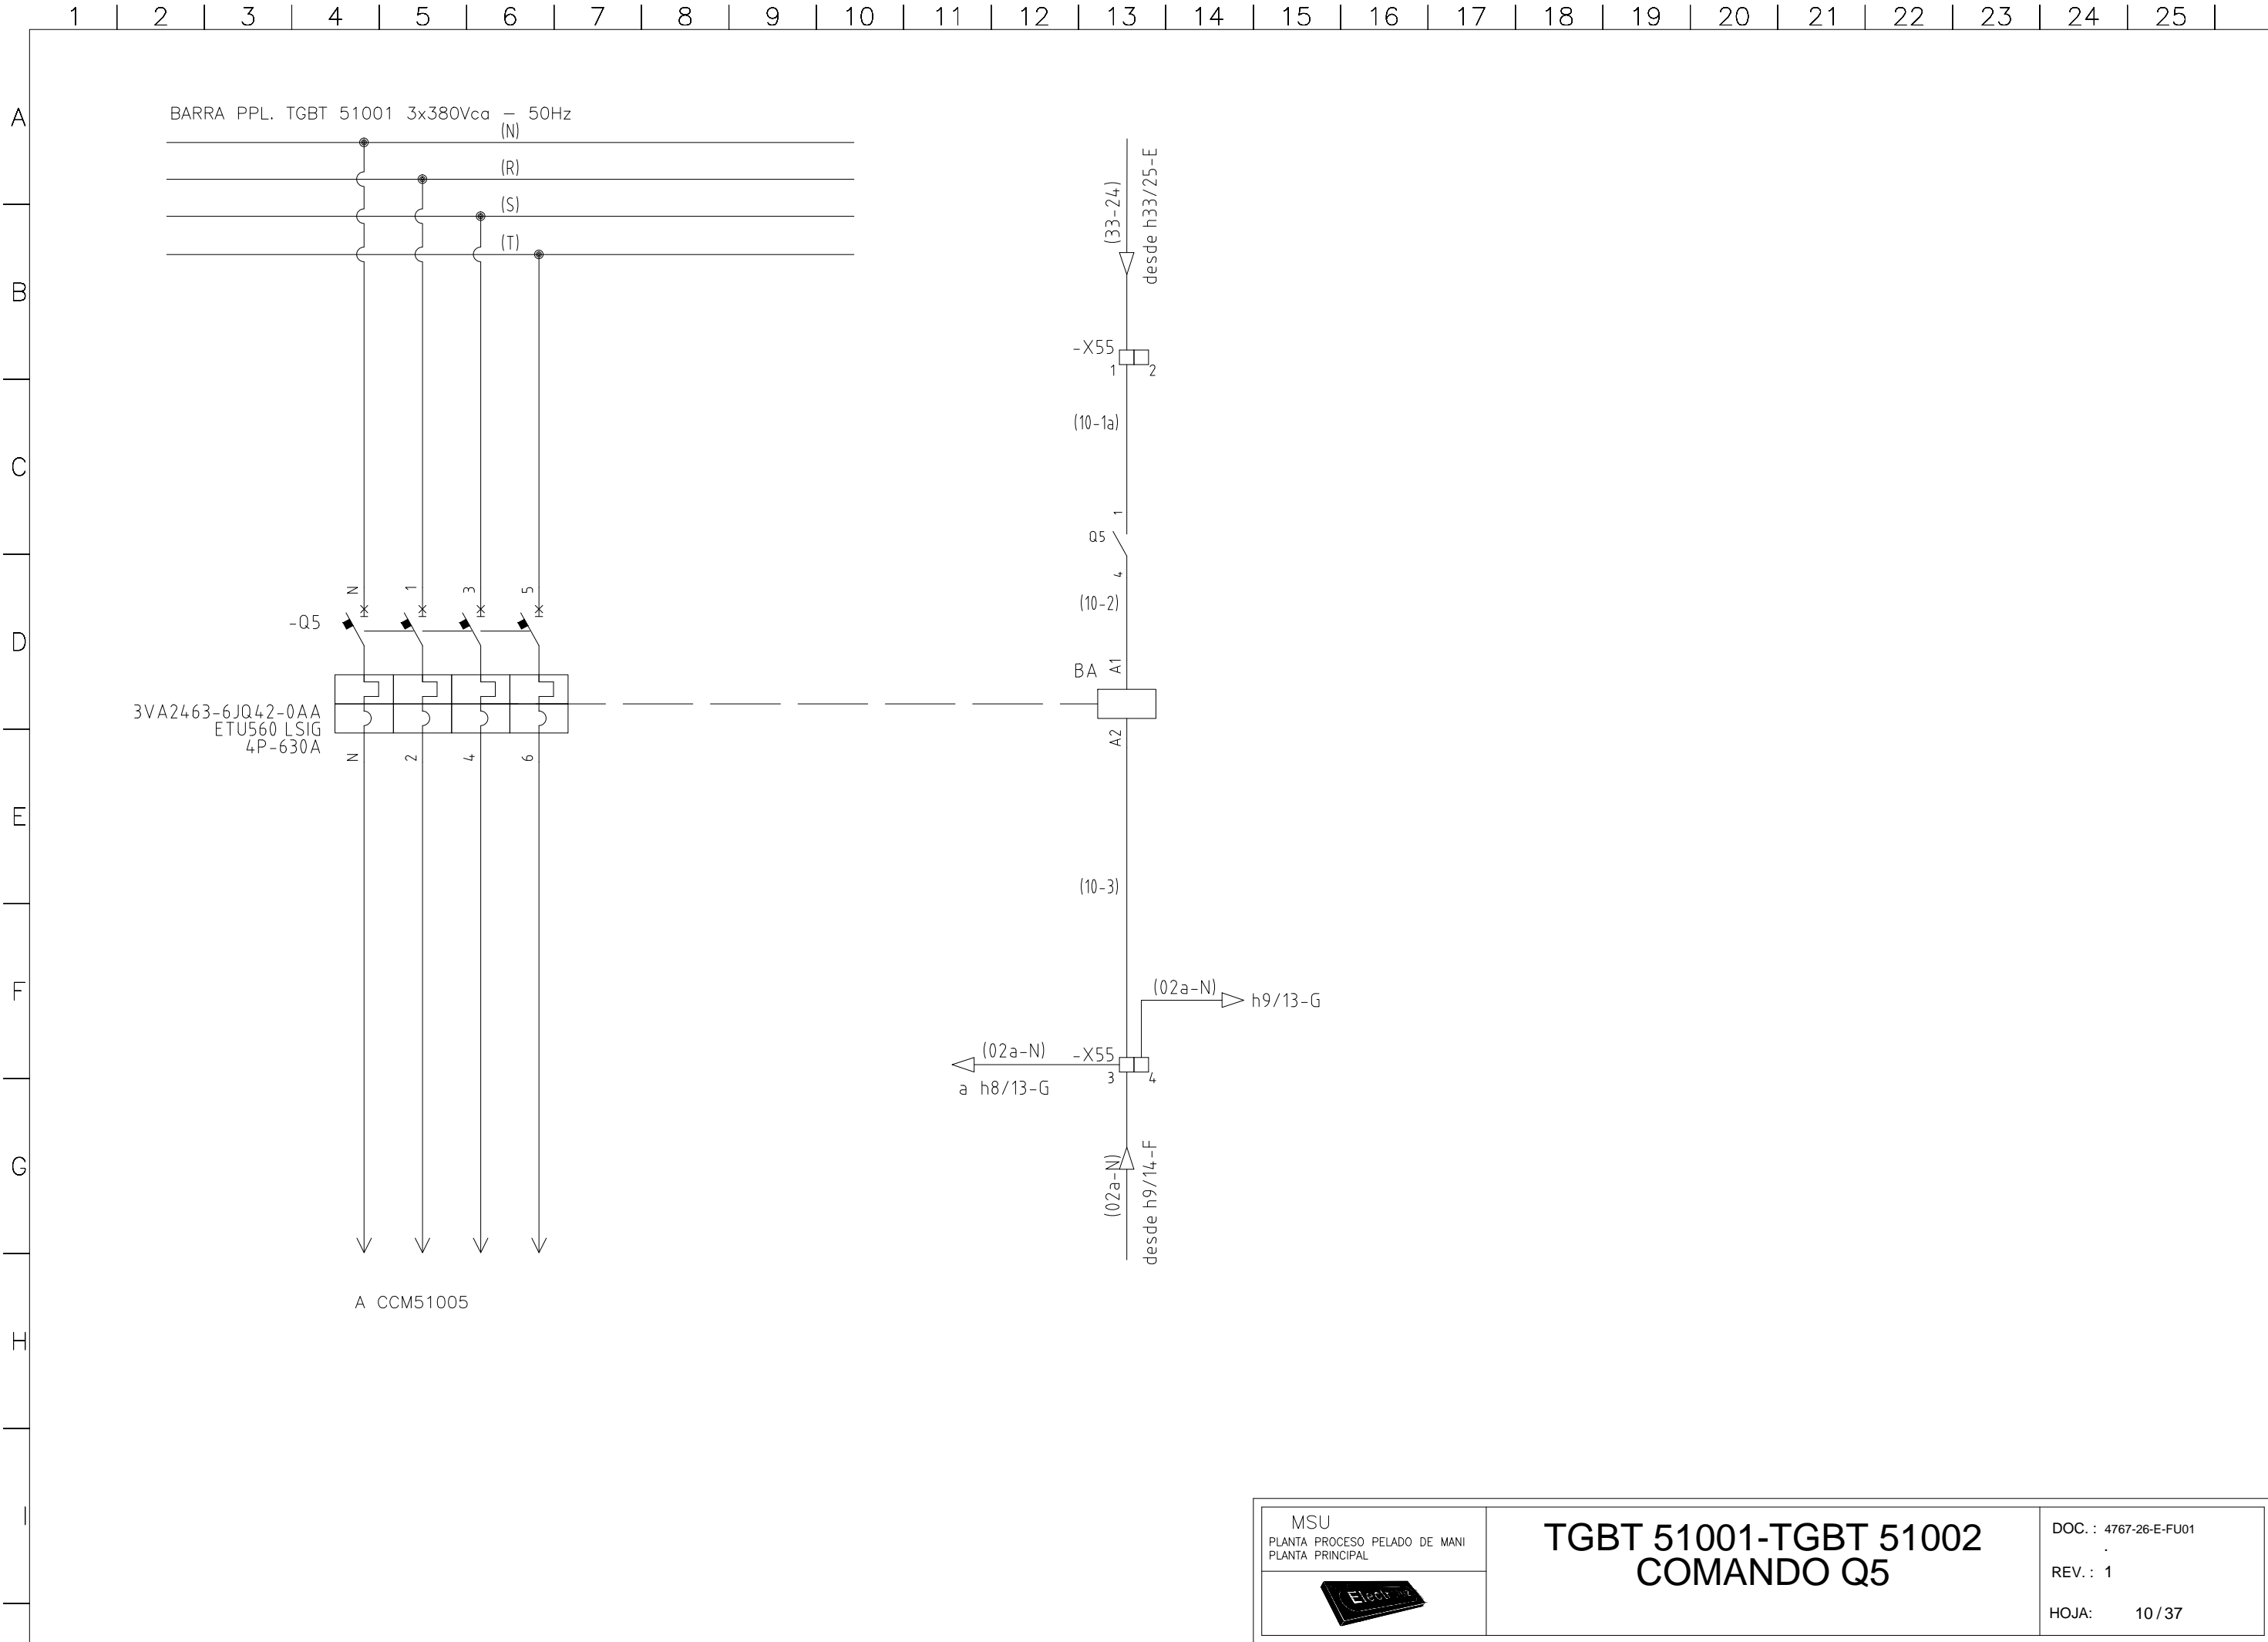 1 2 3 4 5 6 7 8 9 10 11 12 13 14 15 16 17 18 19 20 21 22 23 24 25
A
B
C
D
E
F
G
H
I
BARRA PPL. TGBT 51001 3x380Vca – 50Hz
(N)
(R)
(S)
(T)
N 1 3 5
-Q5
3VA2463-6JQ42-0AA
ETU560 LSIG
4P-630A
N 2 4 6
A CCM51005
(33-24)
desde h33/25-E
-X55
1 2
(10-1a)
1
Q5
4
(10-2)
BA A1
A2
(10-3)
(02a-N)
h9/13-G
(02a-N)
-X55
3 4
a h8/13-G
(02a-N)
desde h9/14-F
MSU
PLANTA PROCESO PELADO DE MANI
PLANTA PRINCIPAL
TGBT 51001-TGBT 51002
COMANDO Q5
DOC. : 4767-26-E-FU01
.
REV. : 1
HOJA: 10 / 37